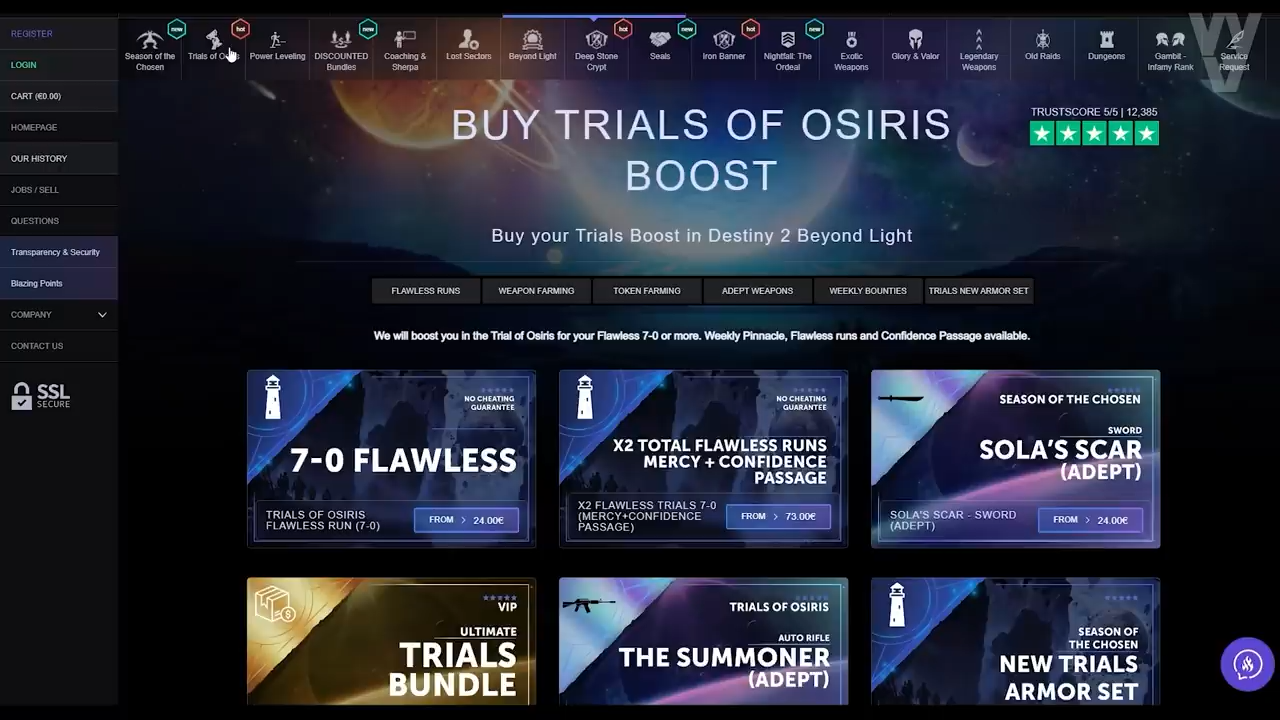 REGISTER
LOGIN
CART (€0.00)
HOMEPAGE
OUR HISTORY
JOBS / SELL
QUESTIONS
Transparency & Security
Blazing Points
COMPANY
CONTACT US
SSL
SECURE
new
hot
new
hot
new
hot
new
Season of the
Chosen
Trials of Osiris
Power Leveling
DISCOUNTED
Bundles
Coaching &
Sherpa
Lost Sectors
Beyond Light
Deep Stone
Crypt
Seals
Iron Banner
Nightfall: The
Ordeal
Exotic
Weapons
Glory & Valor
Legendary
Weapons
Old Raids
Dungeons
Gambit -
Infamy Rank
Service
Request
BUY TRIALS OF OSIRIS
BOOST
TRUSTSCORE 5/5 | 12,385
Buy your Trials Boost in Destiny 2 Beyond Light
FLAWLESS RUNS
WEAPON FARMING
TOKEN FARMING
ADEPT WEAPONS
WEEKLY BOUNTIES
TRIALS NEW ARMOR SET
We will boost you in the Trial of Osiris for your Flawless 7-0 or more. Weekly Pinnacle, Flawless runs and Confidence Passage available.
NO CHEATING
GUARANTEE
7-0 FLAWLESS
TRIALS OF OSIRIS
FLAWLESS RUN (7-0)
FROM > 24.00€
NO CHEATING
GUARANTEE
X2 TOTAL FLAWLESS RUNS
MERCY + CONFIDENCE
PASSAGE
X2 FLAWLESS TRIALS 7-0
(MERCY+CONFIDENCE
PASSAGE)
FROM > 73.00€
SEASON OF THE CHOSEN
SWORD
SOLA'S SCAR
(ADEPT)
SOLA'S SCAR - SWORD
(ADEPT)
FROM > 24.00€
VIP
ULTIMATE
TRIALS
BUNDLE
TRIALS OF OSIRIS
AUTO RIFLE
THE SUMMONER
(ADEPT)
SEASON OF
THE CHOSEN
NEW TRIALS
ARMOR SET